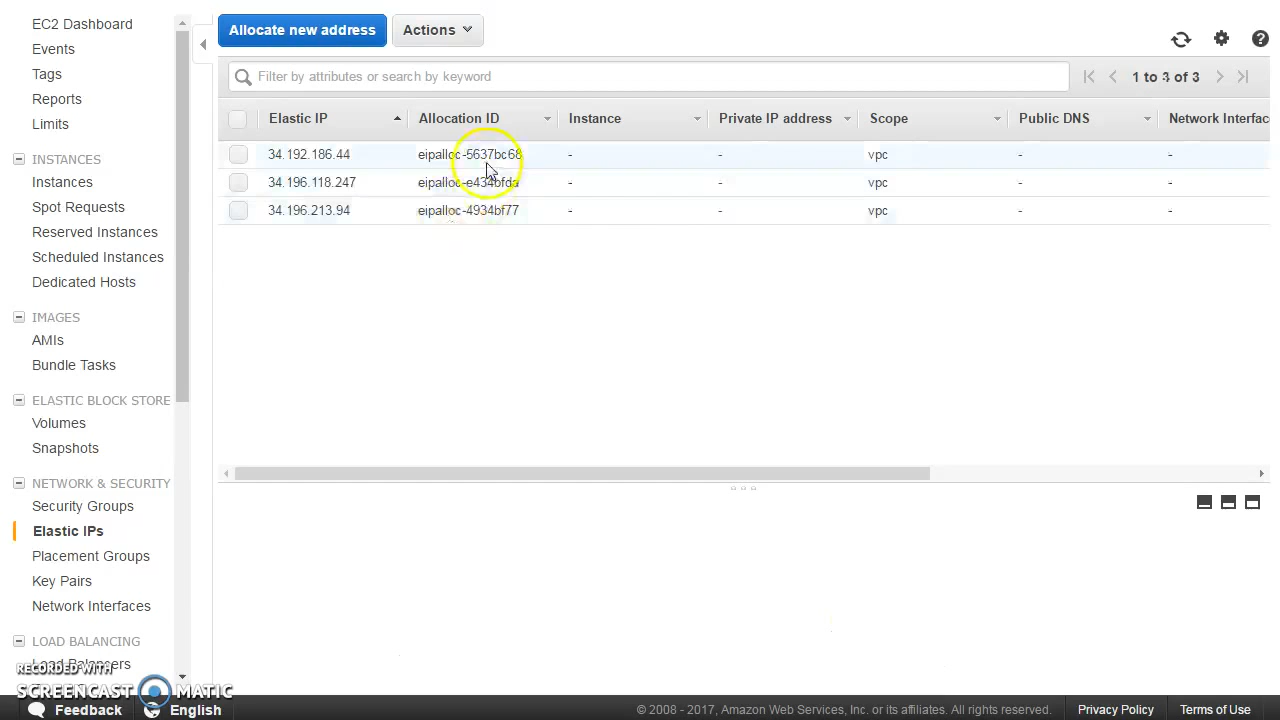 EC2 Dashboard
Events
Tags
Reports
Limits
INSTANCES
Instances
Spot Requests
Reserved Instances
Scheduled Instances
Dedicated Hosts
IMAGES
AMIs
Bundle Tasks
ELASTIC BLOCK STORE
Volumes
Snapshots
NETWORK & SECURITY
Security Groups
Elastic IPs
Placement Groups
Key Pairs
Network Interfaces
LOAD BALANCING
Load Balancers
RECORDED WITH
SCREENCAST MATIC
Allocate new address Actions
Filter by attributes or search by keyword 1 to 3 of 3
Elastic IP Allocation ID Instance Private IP address Scope Public DNS Network Interface
34.192.186.44 eipalloc-5637bc68 - - vpc - -
34.196.118.247 eipalloc-e434bfda - - vpc - -
34.196.213.94 eipalloc-4934bf77 - - vpc - -
Feedback English © 2008 - 2017, Amazon Web Services, Inc. or its affiliates. All rights reserved. Privacy Policy Terms of Use